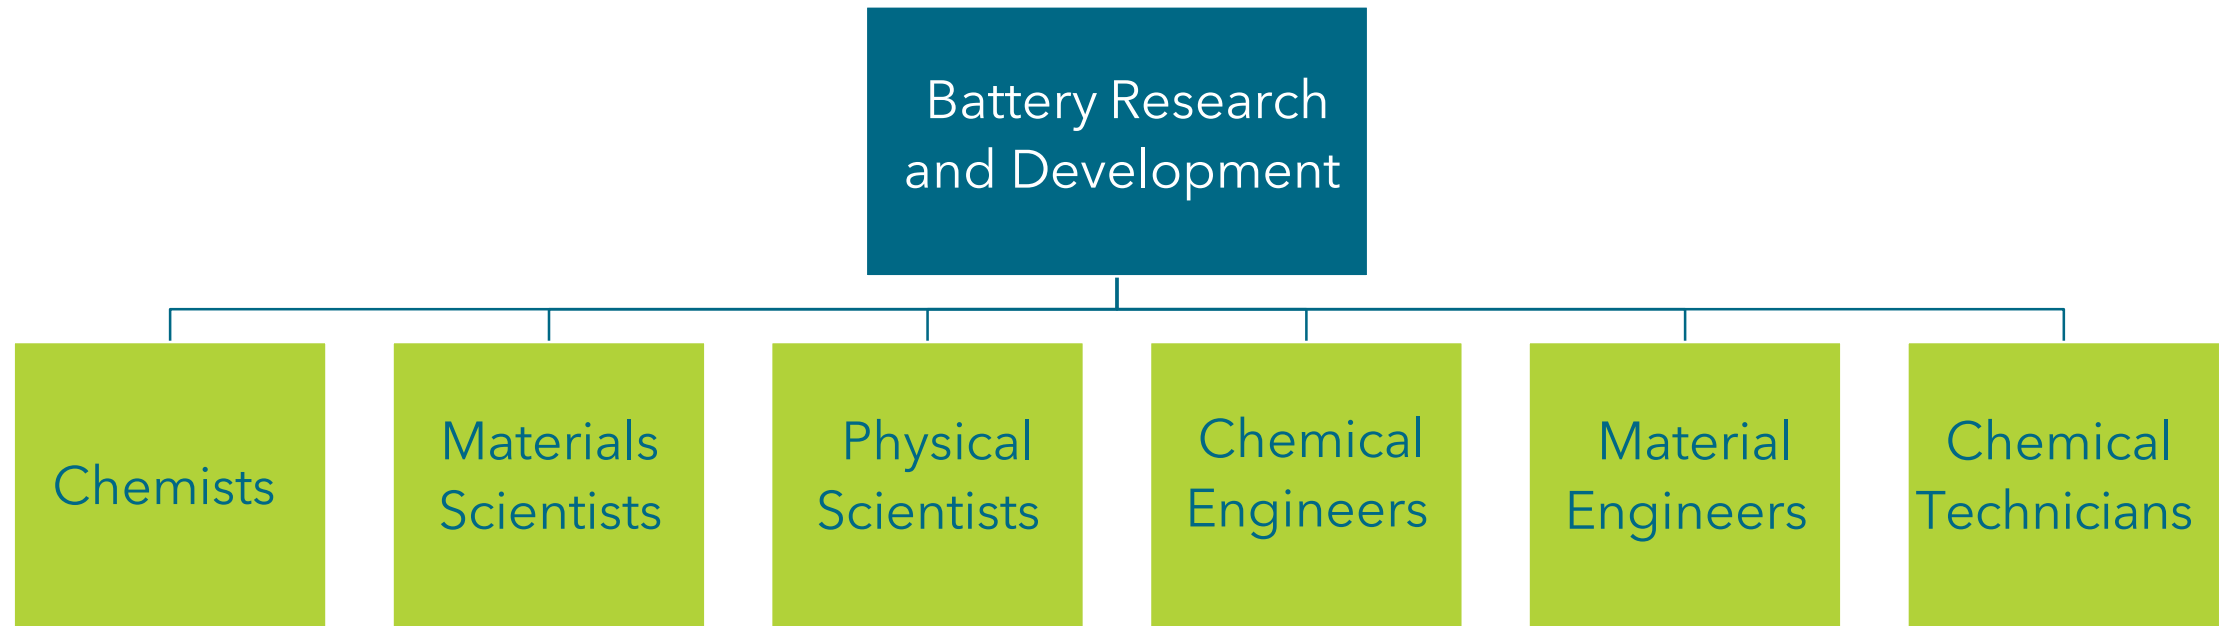 Battery Research
and Development
Chemists
Materials
Scientists
Physical
Scientists
Chemical
Engineers
Material
Engineers
Chemical
Technicians